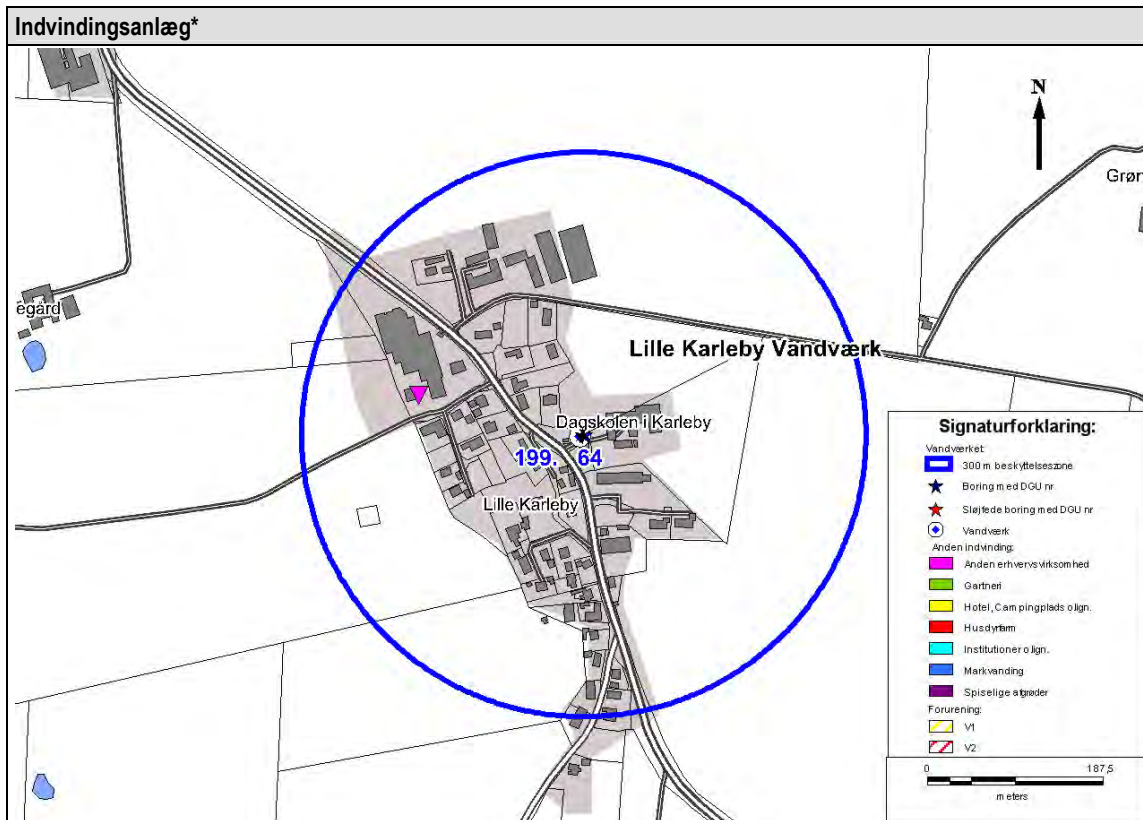 Indvindingsanlæg*
N
Grøn
egård
Lille Karleby Vandværk
Dagskolen i Karleby
199. 64
Lille Karleby
Signaturforklaring:
Vandværket:
300 m beskyttelseszone
Boring med DGU nr
Sløjfede boring med DGU nr
Vandværk
Anden indvinding:
Anden erhvervsvirksomhed
Gartneri
Hotel, Campingplads o.lign.
Husdyrfarm
Institutioner o.lign.
Markvanding
Spiselige afgrøder
Forurening:
V1
V2
0 187,5
meters